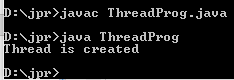 D:\jpr>javac ThreadProg.java
D:\jpr>java ThreadProg
Thread is created
D:\jpr>